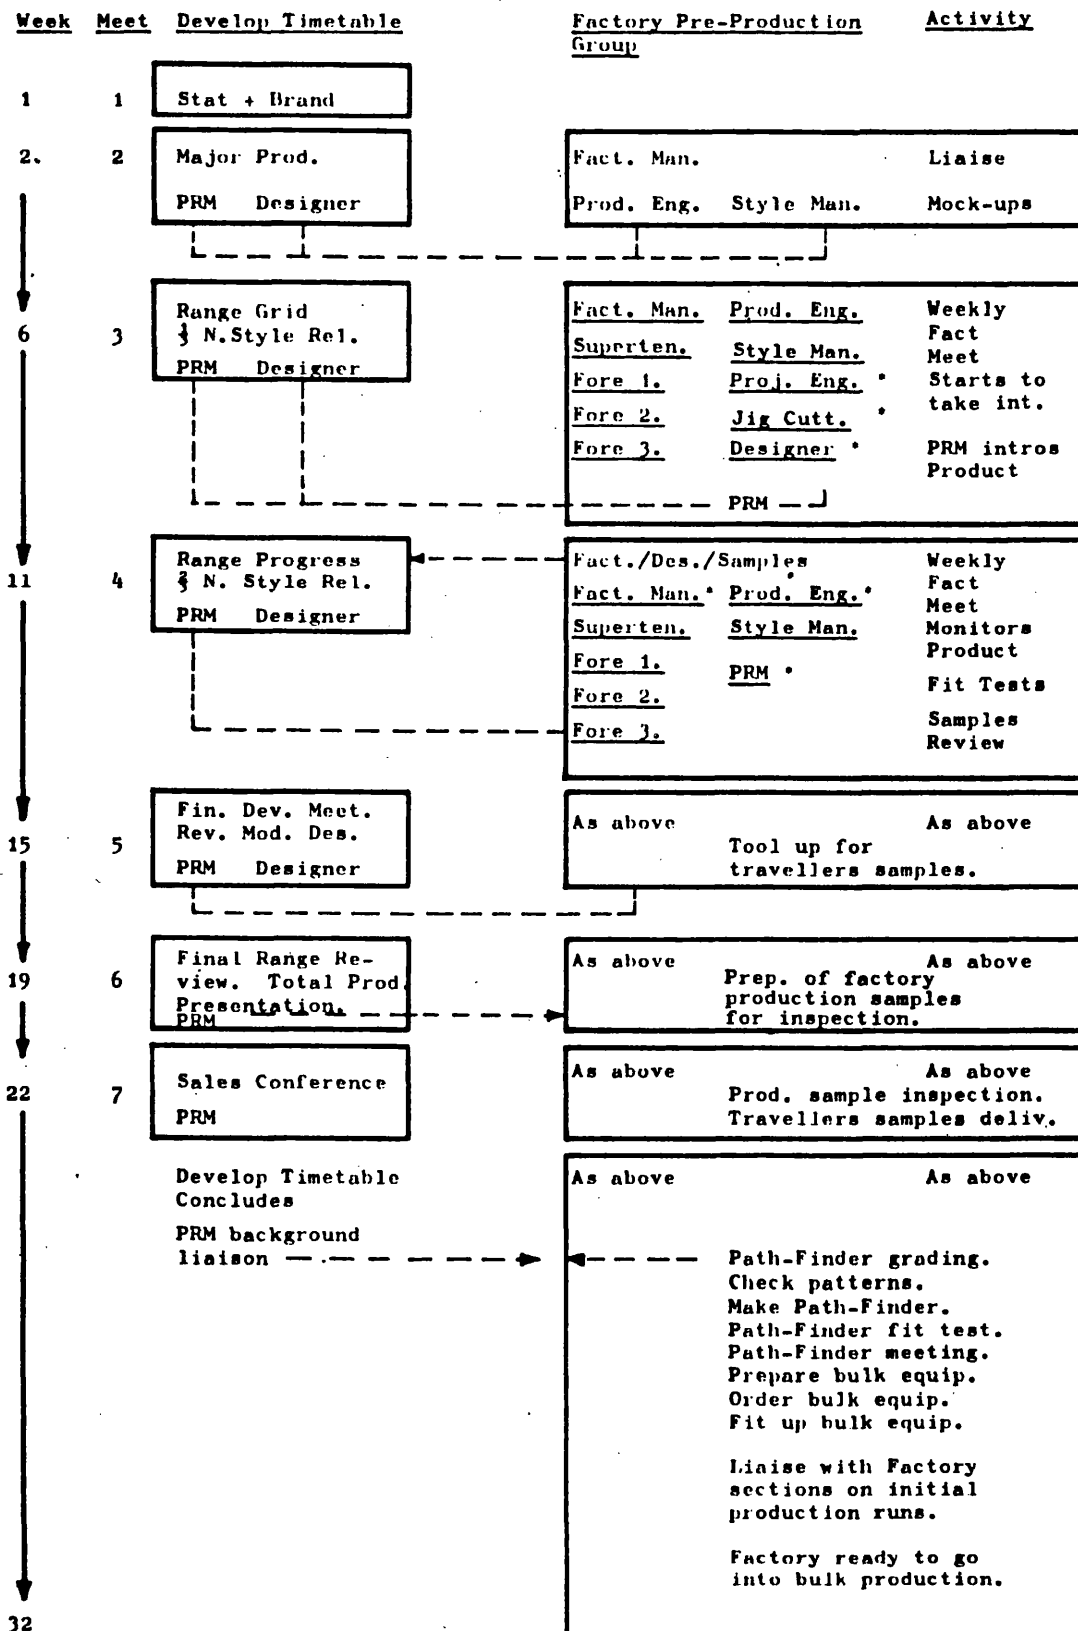 Week Meet Develop Timetable Factory Pre-Production Activity
Group
1 1 Stat + Brand
2. 2 Major Prod. Fact. Man. Liaise
PRM Designer Prod. Eng. Style Man. Mock-ups
Range Grid Fact. Man. Prod. Eng. Weekly
6 3 N.Style Rel. Fact
Superten. Style Man. Meet
PRM Designer
Fore 1. Proj. Eng. * Starts to
take int.
Fore 2. Jig Cutt. *
Fore 3. Designer * PRM intros
Product
PRM
Range Progress Fact./Des./Samples Weekly
11 4 N. Style Rel. Fact
Fact. Man.* Prod. Eng.* Meet
PRM Designer Superten. Style Man. Monitors
Product
Fore 1. PRM *
Fit Tests
Fore 2.
Samples
Fore 3. Review
Fin. Dev. Meet. As above As above
15 5 Rev. Mod. Des.
Tool up for
PRM Designer travellers samples.
Final Range Re- As above As above
19 6 view. Total Prod. Prep. of factory
Presentation. production samples
PRM for inspection.
As above As above
22 7 Sales Conference Prod. sample inspection.
PRM Travellers samples deliv.
Develop Timetable As above As above
Concludes
PRM background
liaison Path-Finder grading.
Check patterns.
Make Path-Finder.
Path-Finder fit test.
Path-Finder meeting.
Prepare bulk equip.
Order bulk equip.
Fit up bulk equip.
Liaise with Factory
sections on initial
production runs.
Factory ready to go
into bulk production.
32